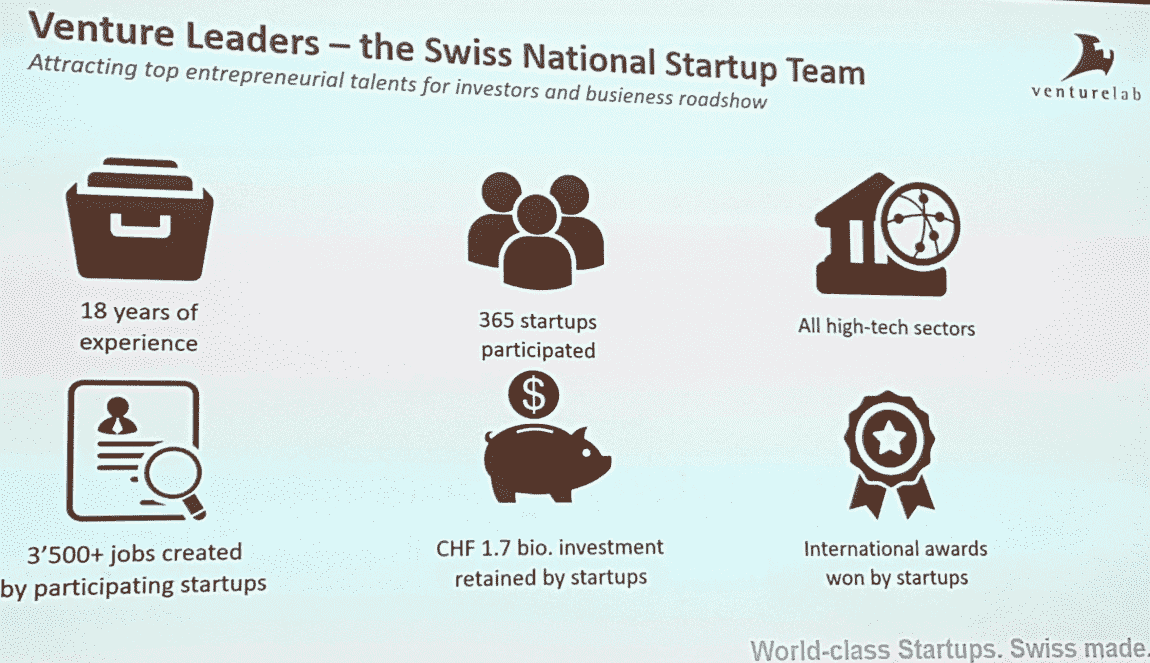 Venture Leaders – the Swiss National Startup Team
Attracting top entrepreneurial talents for investors and busieness roadshow
venturelab
18 years of
experience
365 startups
participated
All high-tech sectors
$
3'500+ jobs created
by participating startups
CHF 1.7 bio. investment
retained by startups
International awards
won by startups
World-class Startups. Swiss made.